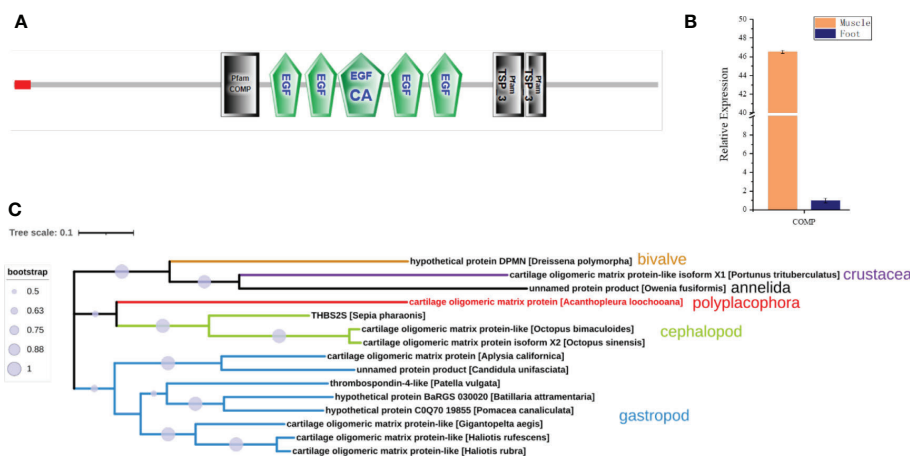 A
Pfam
COMP
EGF
EGF
EGF
CA
EGF
EGF
Pfam
TSP_3
Pfam
TSP_3
B
Muscle
Foot
50
48
46
44
42
40
8
6
4
2
0
Relative Expression
COMP
C
Tree scale: 0.1
bootstrap
0.5
0.63
0.75
0.88
1
hypothetical protein DPMN [Dreissena polymorpha]
bivalve
cartilage oligomeric matrix protein-like isoform X1 [Portunus trituberculatus]
crustacea
unnamed protein product [Owenia fusiformis]
annelida
cartilage oligomeric matrix protein [Acanthopleura loochooana]
polyplacophora
THBS2S [Sepia pharaonis]
cartilage oligomeric matrix protein-like [Octopus bimaculoides]
cephalopod
cartilage oligomeric matrix protein isoform X2 [Octopus sinensis]
cartilage oligomeric matrix protein [Aplysia californica]
unnamed protein product [Candidula unifasciata]
thrombospondin-4-like [Patella vulgata]
hypothetical protein BaRGS 030020 [Batillaria attramentaria]
hypothetical protein C0Q70 19855 [Pomacea canaliculata]
gastropod
cartilage oligomeric matrix protein-like [Gigantopelta aegis]
cartilage oligomeric matrix protein-like [Haliotis rufescens]
cartilage oligomeric matrix protein-like [Haliotis rubra]